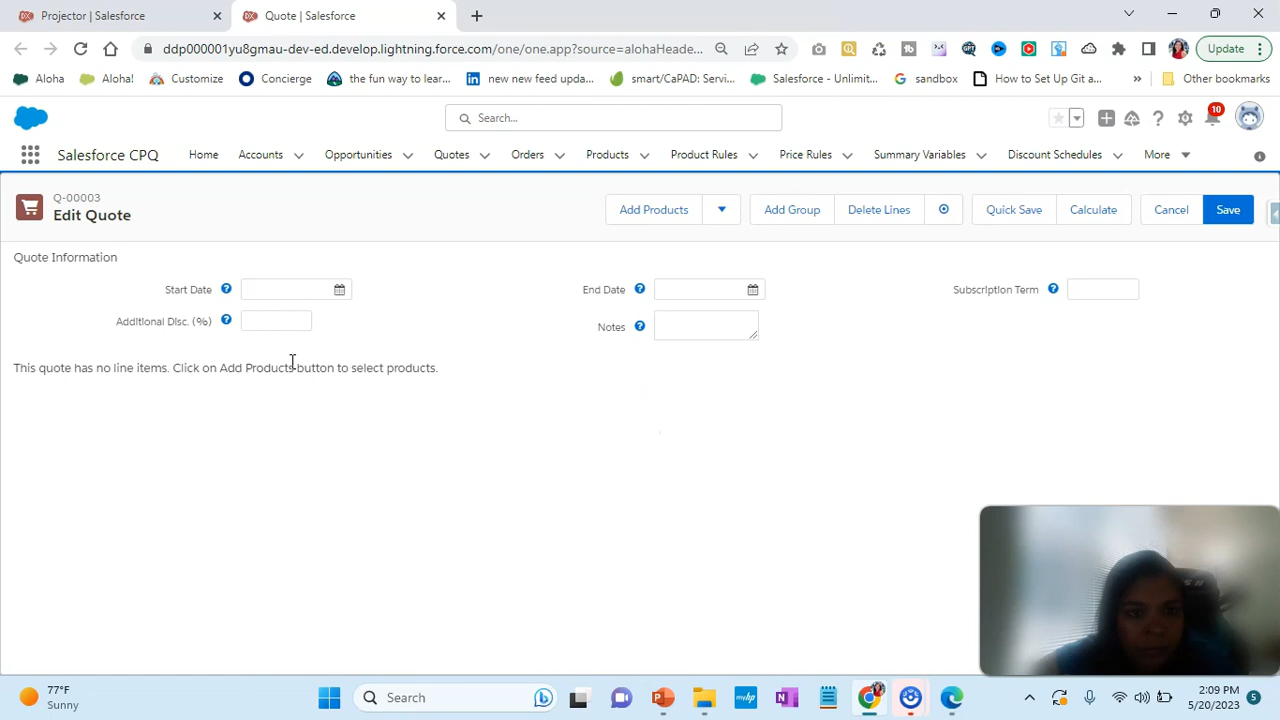 Projector | Salesforce
Quote | Salesforce
ddp000001yu8gmau-dev-ed.develop.lightning.force.com/one/one.app?source=alohaHeade...
Update
Aloha
Aloha!
Customize
Concierge
the fun way to lear...
new new feed upda...
smart/CaPAD: Servi...
Salesforce - Unlimit...
sandbox
How to Set Up Git a...
»
Other bookmarks
Search...
10
Salesforce CPQ
Home
Accounts
Opportunities
Quotes
Orders
Products
Product Rules
Price Rules
Summary Variables
Discount Schedules
More
Q-00003
Edit Quote
Add Products
Add Group
Delete Lines
Quick Save
Calculate
Cancel
Save
Quote Information
Start Date
End Date
Subscription Term
Additional Disc. (%)
Notes
This quote has no line items. Click on Add Products button to select products.
77°F
Sunny
Search
2:09 PM
5/20/2023
5